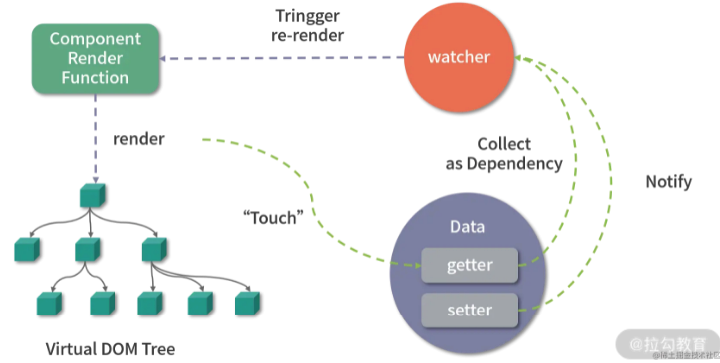 Tringger
re-render
Component
Render
Function
watcher
render
Collect
as Dependency
Notify
“Touch”
Data
getter
setter
Virtual DOM Tree
@拉勾教育
@稀土掘金技术社区